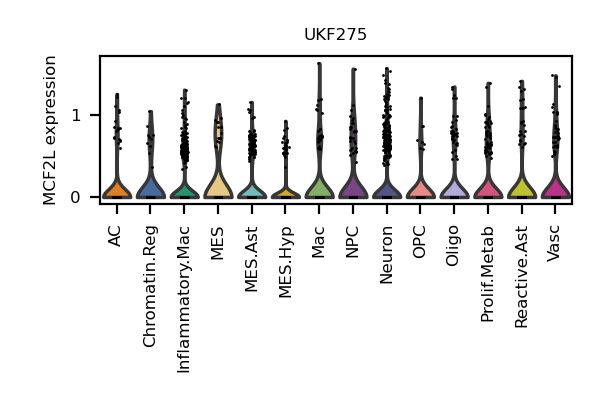 UKF275
MCF2L expression
1
0
AC
Chromatin.Reg
Inflammatory.Mac
MES
MES.Ast
MES.Hyp
Mac
NPC
Neuron
OPC
Oligo
Prolif.Metab
Reactive.Ast
Vasc